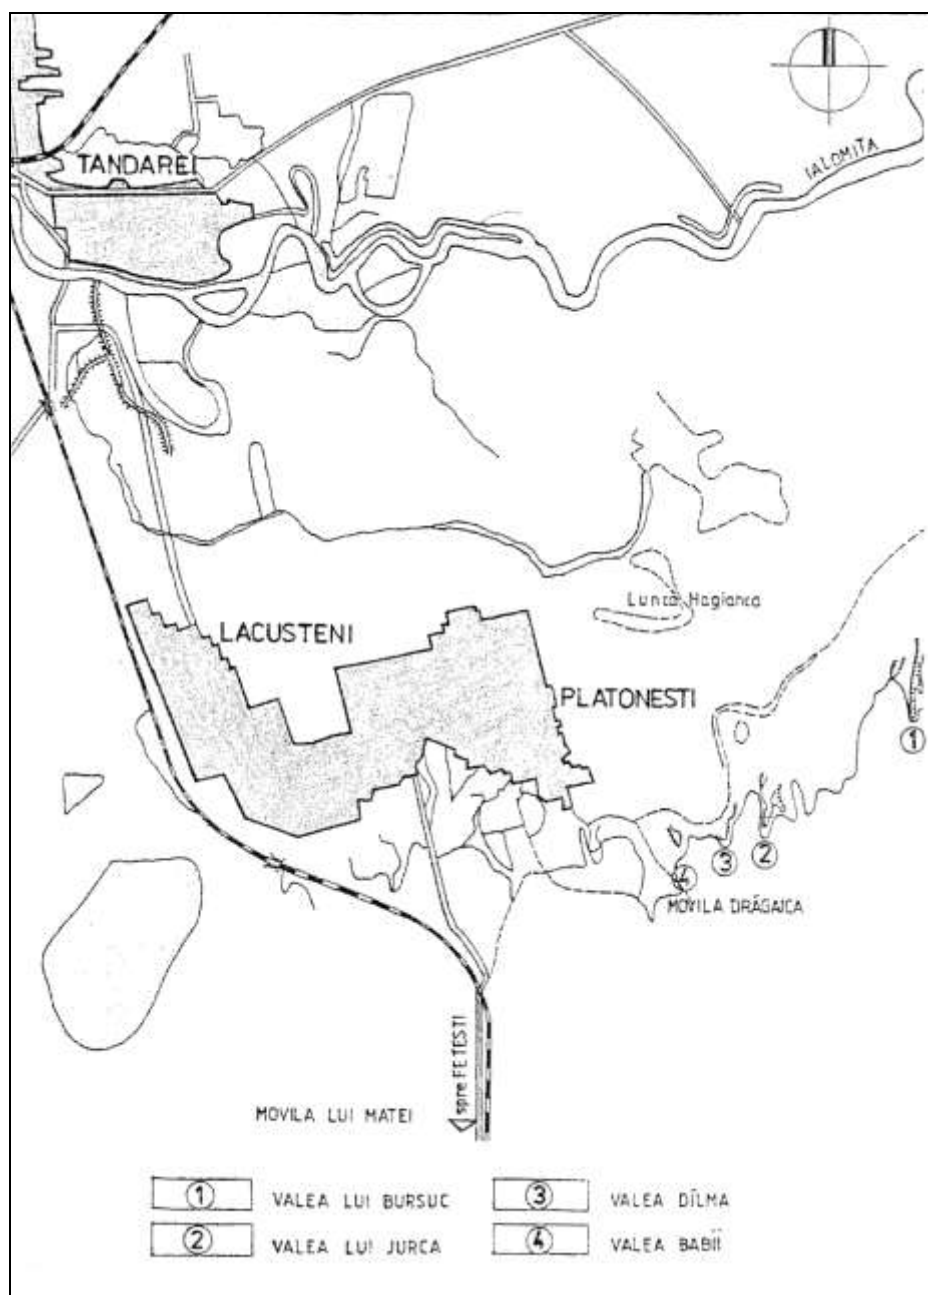 TANDAREI
IALOMIȚA
Lunca Hagianca
LACUSTENI
PLATONESTI
1
4
3
2
MOVILA DRĂGAICA
spre FETESTI
MOVILA LUI MATEI
1 VALEA LUI BURSUC
3 VALEA DÎLMA
2 VALEA LUI JURCA
4 VALEA BABII